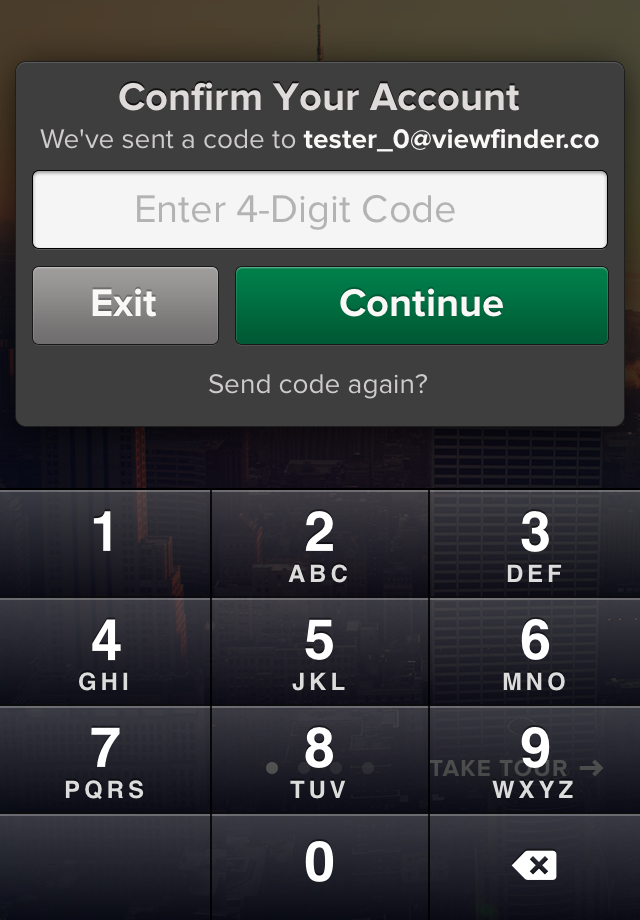 Confirm Your Account
We've sent a code to tester_0@viewfinder.co
Enter 4-Digit Code
Exit Continue
Send code again?
1 2 3
ABC DEF
4 5 6
GHI JKL MNO
7 8 9
TAKE TOUR →
PQRS TUV WXYZ
0